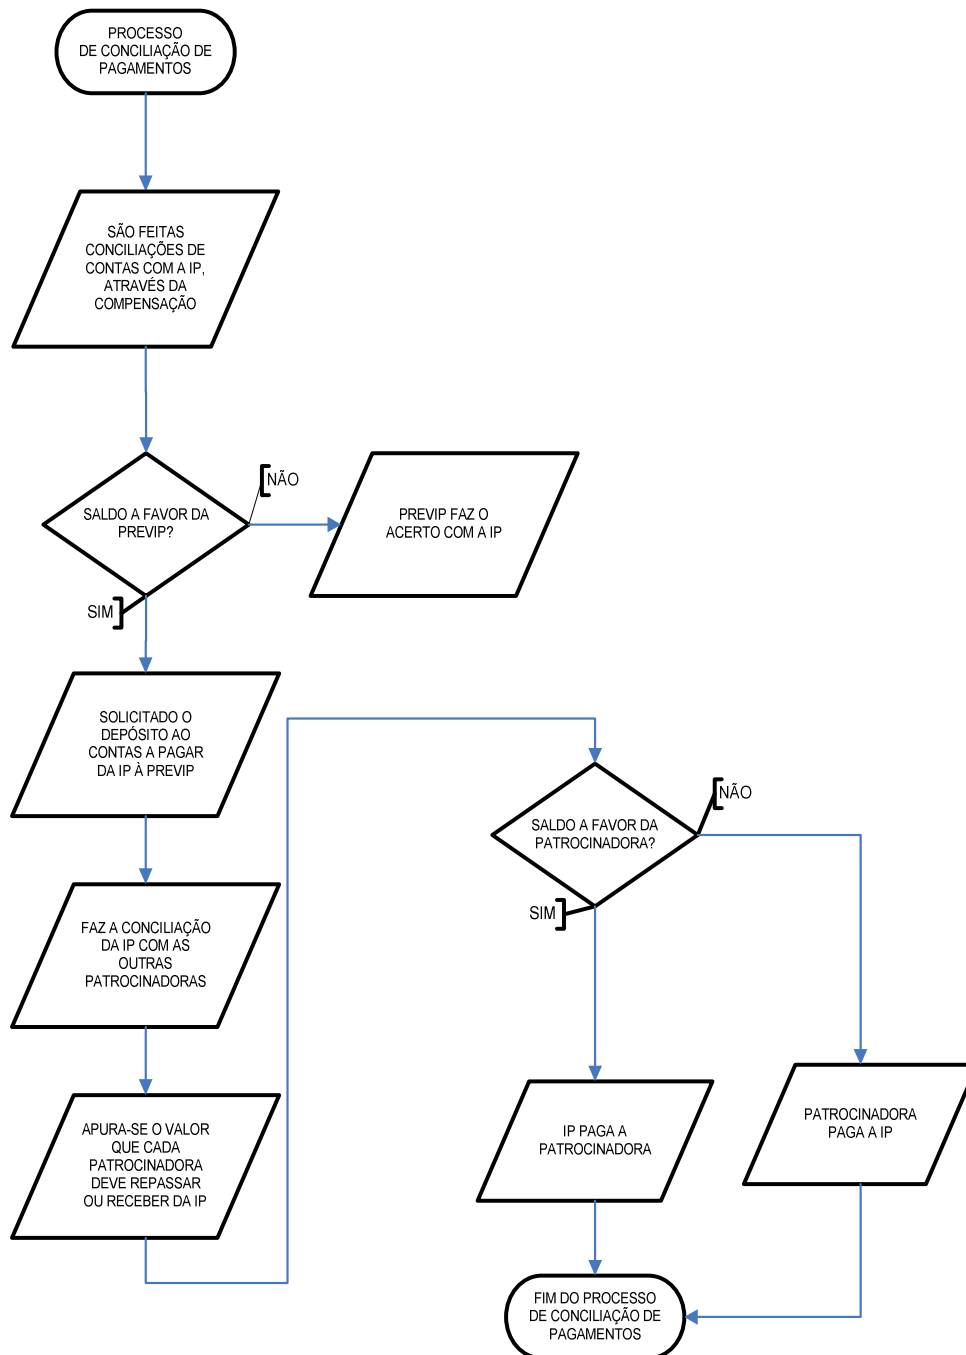 PROCESSO
DE CONCILIAÇÃO DE
PAGAMENTOS
SÃO FEITAS
CONCILIAÇÕES DE
CONTAS COM A IP,
ATRAVÉS DA
COMPENSAÇÃO
SALDO A FAVOR DA
PREVIP?
NÃO
PREVIP FAZ O
ACERTO COM A IP
SIM
SOLICITADO O
DEPÓSITO AO
CONTAS A PAGAR
DA IP À PREVIP
FAZ A CONCILIAÇÃO
DA IP COM AS
OUTRAS
PATROCINADORAS
APURA-SE O VALOR
QUE CADA
PATROCINADORA
DEVE REPASSAR
OU RECEBER DA IP
SALDO A FAVOR DA
PATROCINADORA?
NÃO
SIM
IP PAGA A
PATROCINADORA
PATROCINADORA
PAGA A IP
FIM DO PROCESSO
DE CONCILIAÇÃO DE
PAGAMENTOS